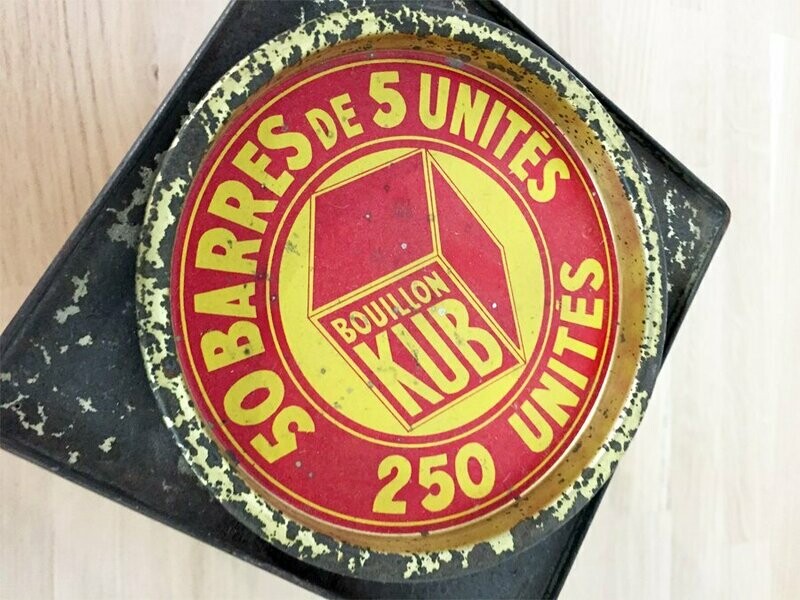 50 BARRES DE 5 UNITÉS
BOUILLON
KUB
250 UNITÉS